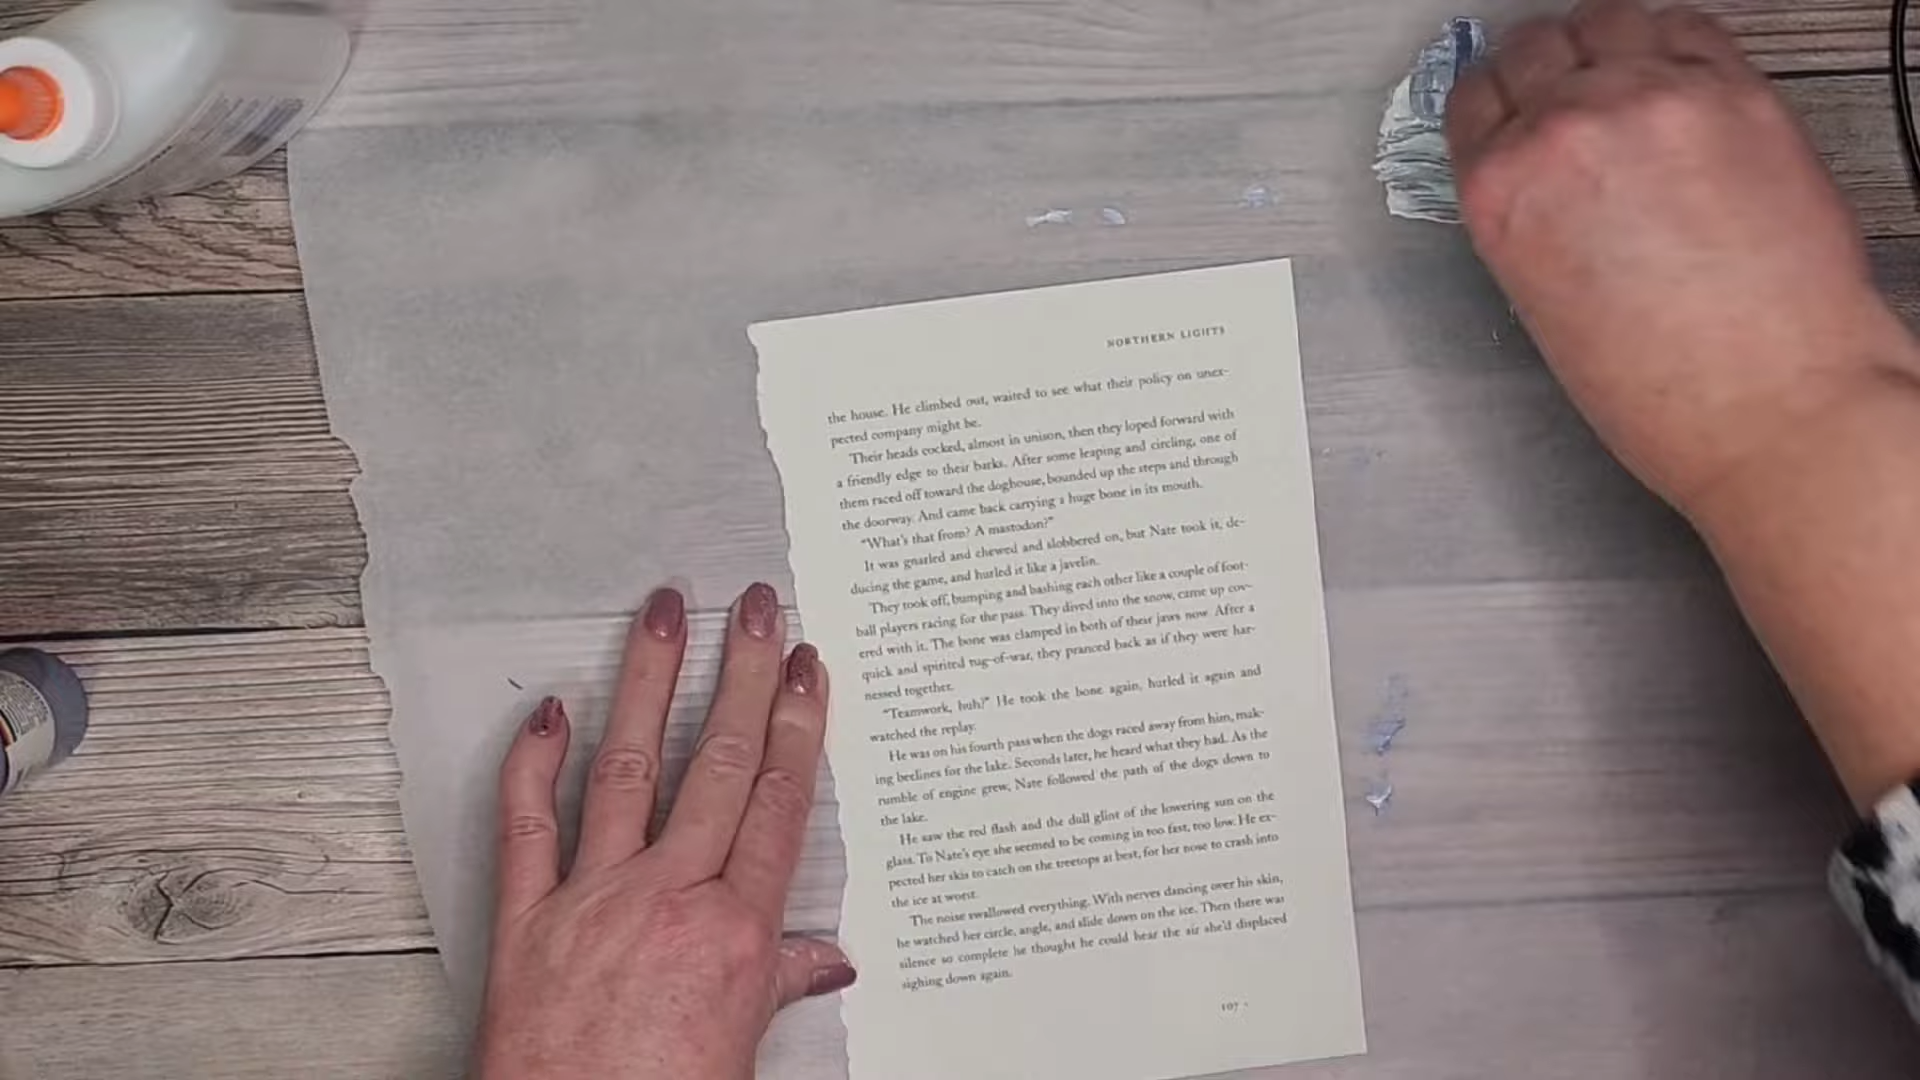 NORTHERN LIGHTS
the house. He climbed out, waited to see what their policy on unex-
pected company might be.
Their heads cocked, almost in unison, then they loped forward with
a friendly edge to their barks. After some leaping and circling, one of
them raced off toward the doghouse, bounded up the steps and through
the doorway. And came back carrying a huge bone in its mouth.
“What's that from? A mastodon?”
It was gnarled and chewed and slobbered on, but Nate took it, de-
ducing the game, and hurled it like a javelin.
They took off, bumping and bashing each other like a couple of foot-
ball players racing for the pass. They dived into the snow, came up cov-
ered with it. The bone was clamped in both of their jaws now. After a
quick and spirited tug-of-war, they pranced back as if they were har-
nessed together.
“Teamwork, huh?” He took the bone again, hurled it again and
watched the replay.
He was on his fourth pass when the dogs raced away from him, mak-
ing beelines for the lake. Seconds later, he heard what they had. As the
rumble of engine grew, Nate followed the path of the dogs down to
the lake.
He saw the red flash and the dull glint of the lowering sun on the
glass. To Nate's eye she seemed to be coming in too fast, too low. He ex-
pected her skis to catch on the treetops at best, for her nose to crash into
the ice at worst.
The noise swallowed everything. With nerves dancing over his skin,
he watched her circle, angle, and slide down on the ice. Then there was
silence so complete he thought he could hear the air she'd displaced
sighing down again.
107